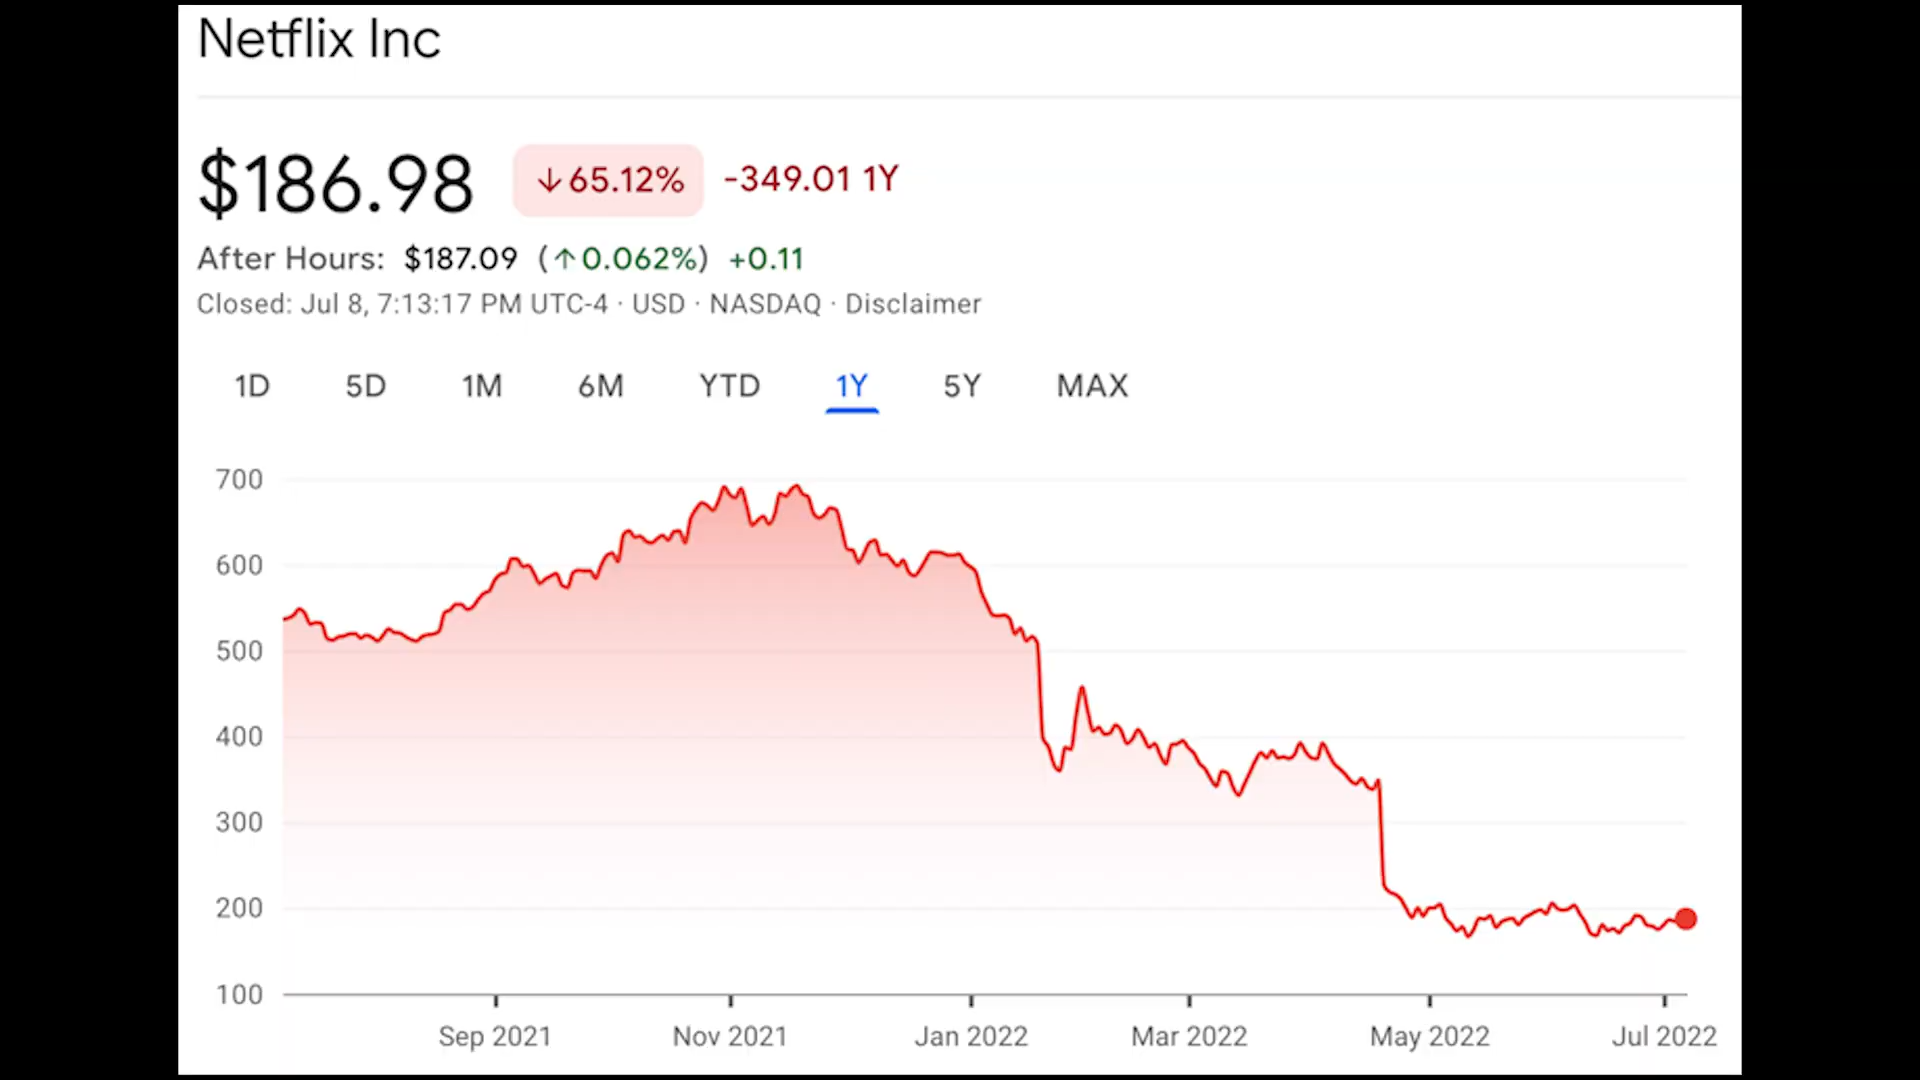 Netflix Inc
$186.98 ↓65.12% -349.01 1Y
After Hours: $187.09 (↑0.062%) +0.11
Closed: Jul 8, 7:13:17 PM UTC-4 · USD · NASDAQ · Disclaimer
1D 5D 1M 6M YTD 1Y 5Y MAX
700
600
500
400
300
200
100
Sep 2021 Nov 2021 Jan 2022 Mar 2022 May 2022 Jul 2022